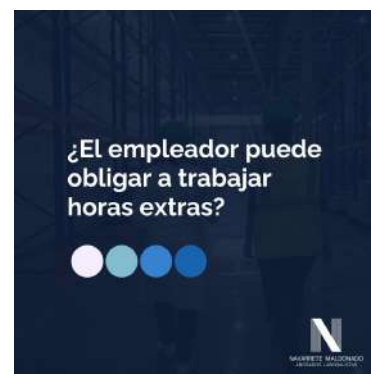 ¿El empleador puede
obligar a trabajar
horas extras?
N
NAVARRETE MALDONADO